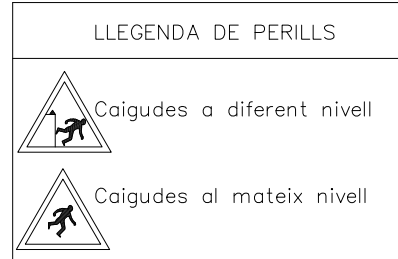 LLEGENDA DE PERILLS
Caigudes a diferent nivell
Caigudes al mateix nivell